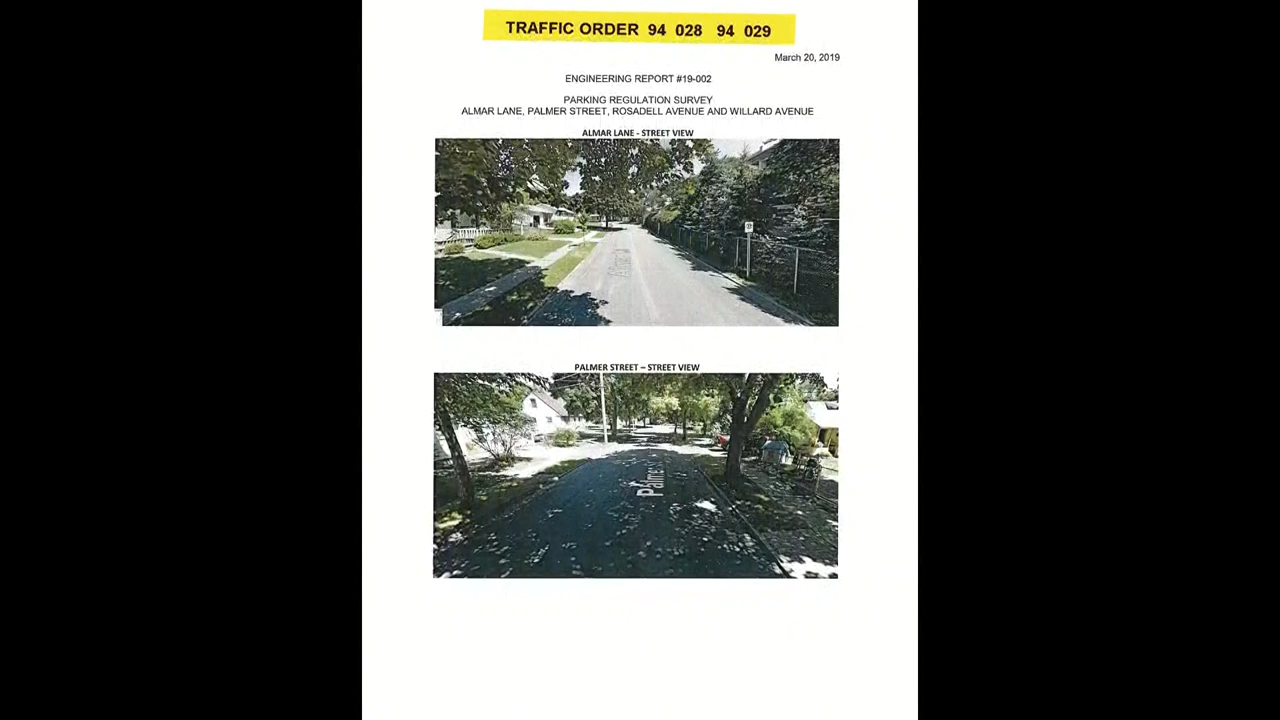 TRAFFIC ORDER 94 028 94 029
March 20, 2019
ENGINEERING REPORT #19-002
PARKING REGULATION SURVEY
ALMAR LANE, PALMER STREET, ROSADELL AVENUE AND WILLARD AVENUE
ALMAR LANE - STREET VIEW
PALMER STREET – STREET VIEW